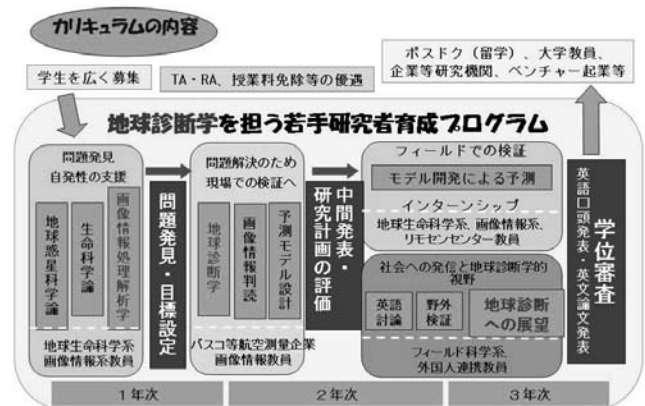 カリキュラムの内容
学生を広く募集
TA・RA、授業料免除等の優遇
ポスドク（留学）、大学教員、
企業等研究機関、ベンチャー起業等
地球診断学を担う若手研究者育成プログラム
問題発見
自発性の支援
地球惑星科学論
生命科学論
画像情報処理解析学
地球生命科学系
画像情報系教員
問題発見・目標設定
問題解決のため
現場での検証へ
地球診断学
画像情報判読
予測モデル設計
パスコ等航空測量企業
画像情報教員
中間発表・
研究計画の評価
フィールドでの検証
モデル開発による予測
インターンシップ
地球生命科学系、画像情報系、
リモセンセンター教員
社会への発信と地球診断学的
視野
英語
討論
野外
検証
地球診断
への展望
フィールド科学系、
外国人連携教員
学位審査
英語口頭発表・英文論文発表
1年次
2年次
3年次